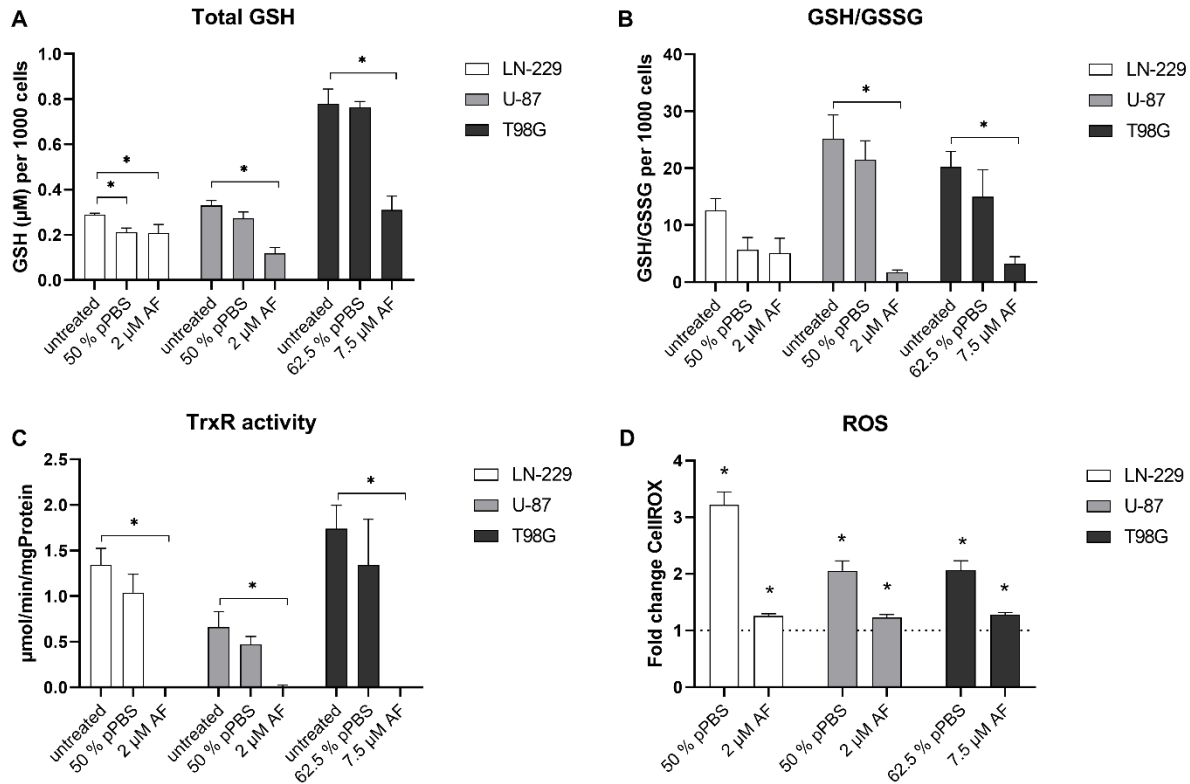 A
Total GSH
GSH (µM) per 1000 cells
1.0
0.8
0.6
0.4
0.2
0.0
*
*
*
*
untreated
50 % pPBS
2 µM AF
untreated
50 % pPBS
2 µM AF
untreated
62.5 % pPBS
7.5 µM AF
LN-229
U-87
T98G
B
GSH/GSSG
GSH/GSSG per 1000 cells
40
30
20
10
0
*
*
untreated
50 % pPBS
2 µM AF
untreated
50 % pPBS
2 µM AF
untreated
62.5 % pPBS
7.5 µM AF
LN-229
U-87
T98G
C
TrxR activity
µmol/min/mgProtein
2.5
2.0
1.5
1.0
0.5
0.0
*
*
*
untreated
50 % pPBS
2 µM AF
untreated
50 % pPBS
2 µM AF
untreated
62.5 % pPBS
7.5 µM AF
LN-229
U-87
T98G
D
ROS
Fold change CellROX
4
3
2
1
0
*
*
*
*
*
*
50 % pPBS
2 µM AF
50 % pPBS
2 µM AF
62.5 % pPBS
7.5 µM AF
LN-229
U-87
T98G